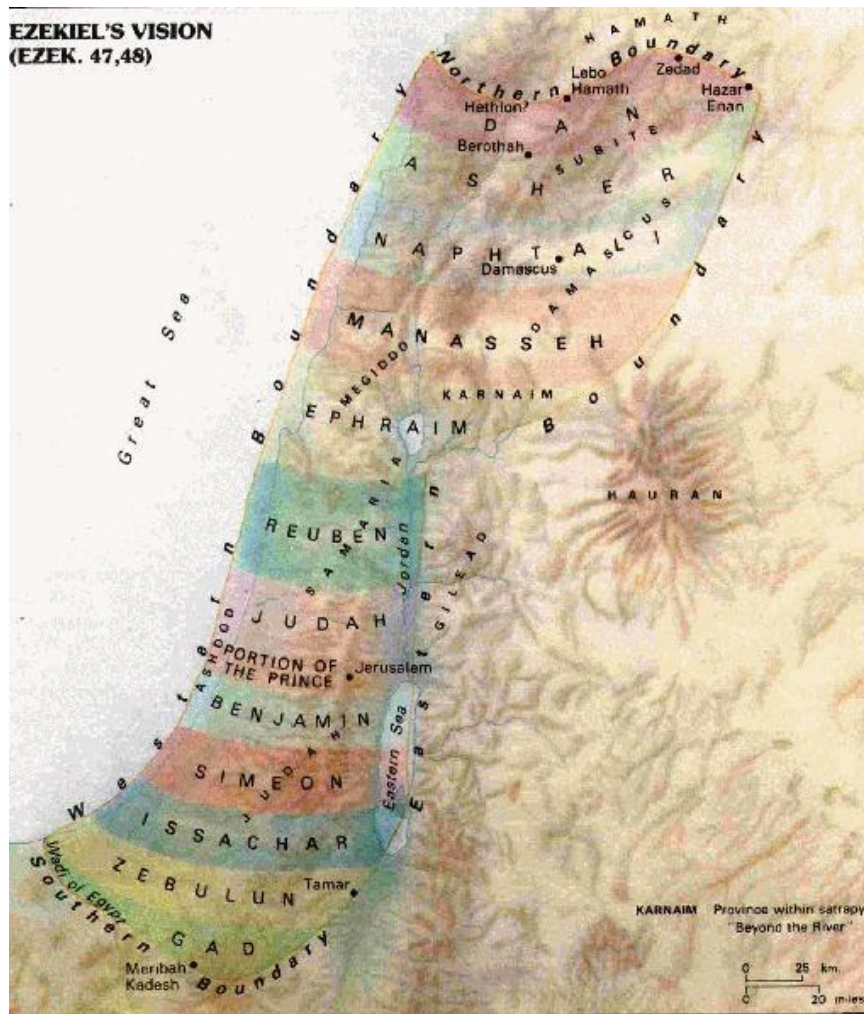 EZEKIEL'S VISION
(EZEK. 47,48)
HAMATH
Northern Boundary
Lebo
Hamath
Zedad
Hazar
Enan
Hethlon?
DAN
Berothah
SUBITE
ASHER
NAPHTALI
Damascus
DAMASCUS
MANASSEH
MEGIDDO
KARNAIM
EPHRAIM
Great Sea
Western Boundary
Eastern Boundary
HAURAN
REUBEN
SAMARIA
Jordan
GILEAD
JUDAH
ASHDOD
PORTION OF
THE PRINCE
Jerusalem
BENJAMIN
Eastern Sea
SIMEON
JUDAH
ISSACHAR
ZEBULUN
Tamar
Wadi of Egypt
Southern Boundary
GAD
Meribah
Kadesh
KARNAIM Province within satrapy
"Beyond the River"
0 25 km.
0 20 miles